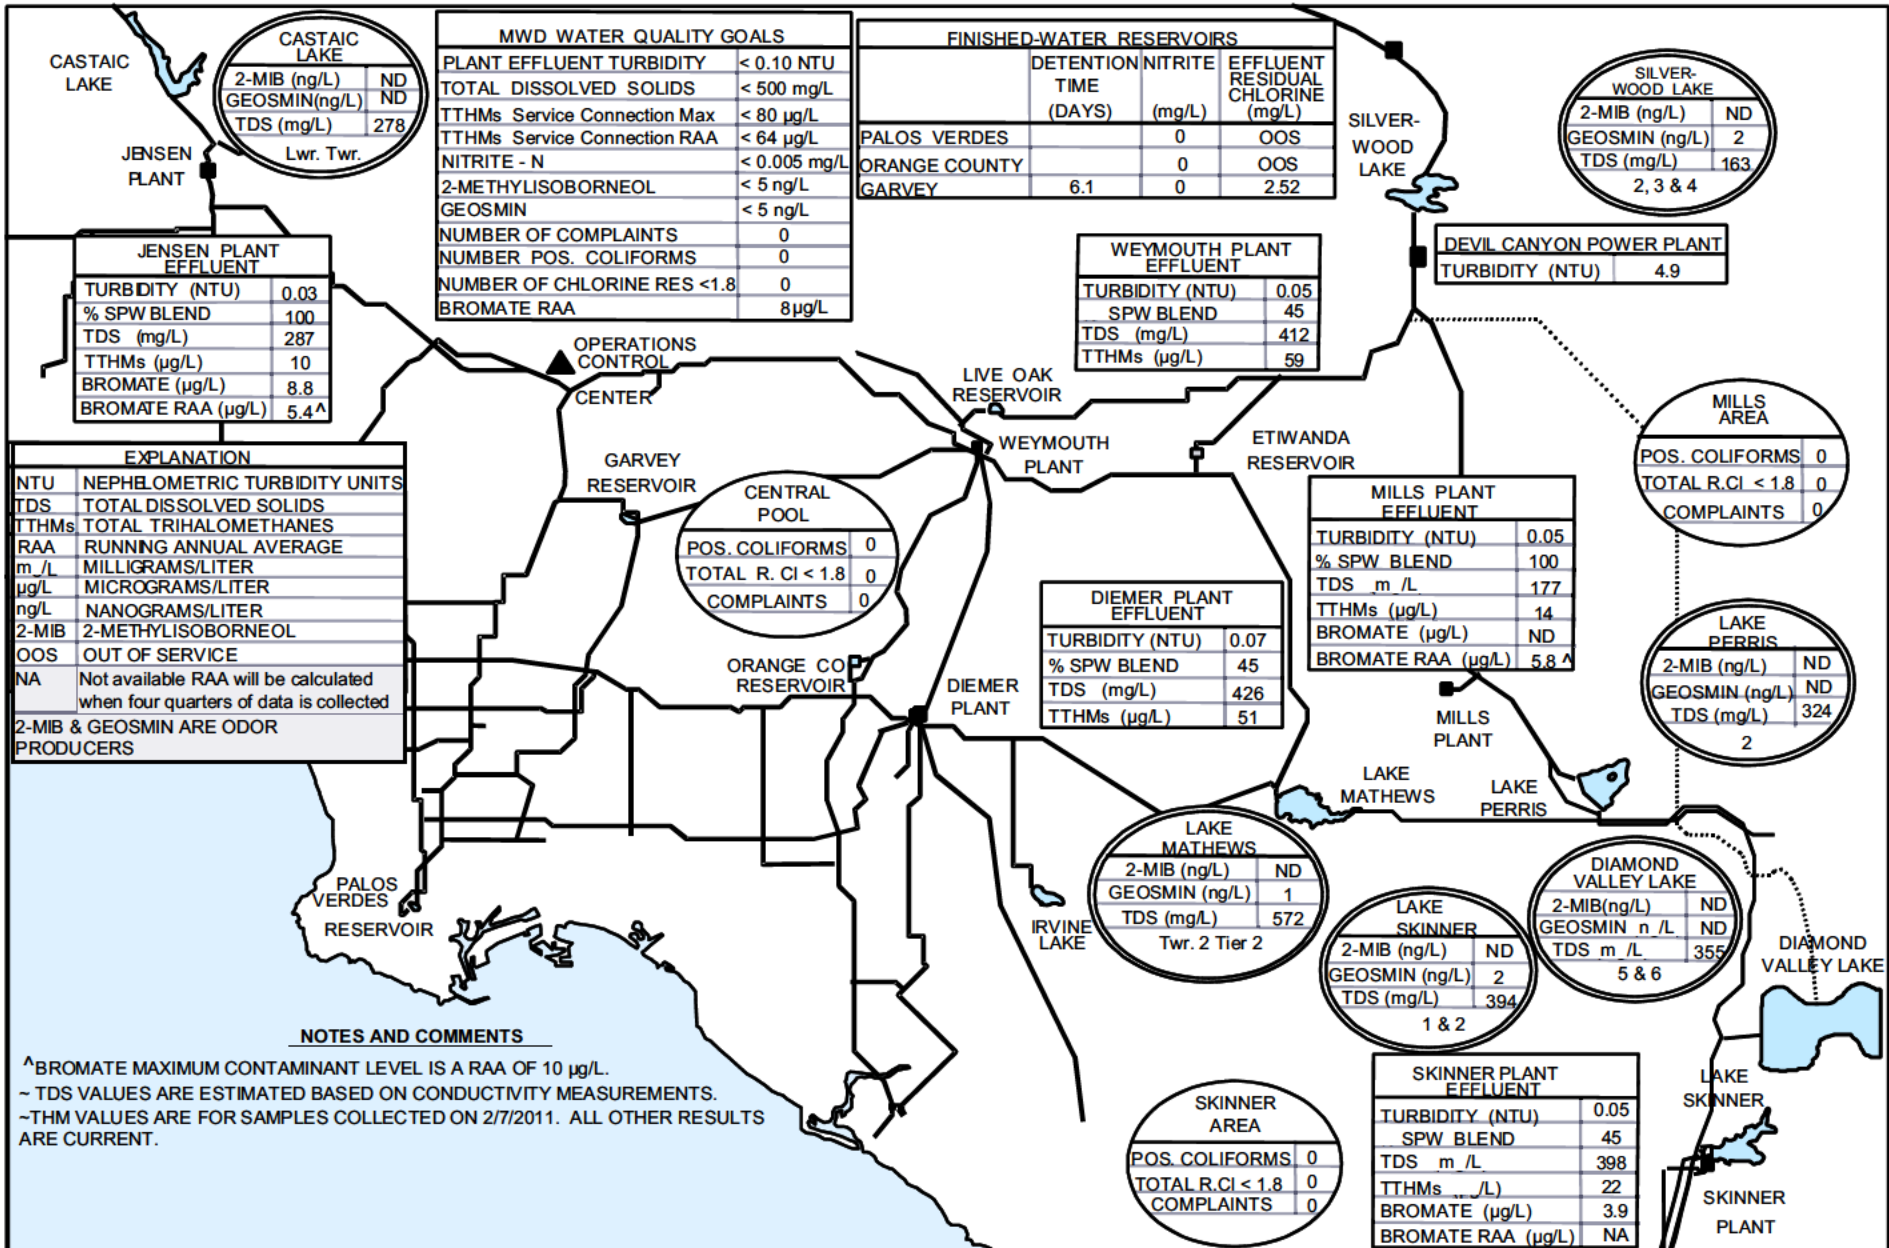 CASTAIC
LAKE
CASTAIC
LAKE
2-MIB (ng/L) ND
GEOSMIN(ng/L) ND
TDS (mg/L) 278
Lwr. Twr.
JENSEN
PLANT
MWD WATER QUALITY GOALS
PLANT EFFLUENT TURBIDITY < 0.10 NTU
TOTAL DISSOLVED SOLIDS < 500 mg/L
TTHMs Service Connection Max < 80 µg/L
TTHMs Service Connection RAA < 64 µg/L
NITRITE - N < 0.005 mg/L
2-METHYLISOBORNEOL < 5 ng/L
GEOSMIN < 5 ng/L
NUMBER OF COMPLAINTS 0
NUMBER POS. COLIFORMS 0
NUMBER OF CHLORINE RES <1.8 0
BROMATE RAA 8µg/L
FINISHED-WATER RESERVOIRS
DETENTION NITRITE EFFLUENT
TIME RESIDUAL
CHLORINE
(DAYS) (mg/L) (mg/L)
PALOS VERDES 0 OOS
ORANGE COUNTY 0 OOS
GARVEY 6.1 0 2.52
SILVER-
WOOD
LAKE
SILVER-
WOOD LAKE
2-MIB (ng/L) ND
GEOSMIN (ng/L) 2
TDS (mg/L) 163
2, 3 & 4
DEVIL CANYON POWER PLANT
TURBIDITY (NTU) 4.9
JENSEN PLANT
EFFLUENT
TURBIDITY (NTU) 0.03
% SPW BLEND 100
TDS (mg/L) 287
TTHMs (µg/L) 10
BROMATE (µg/L) 8.8
BROMATE RAA (µg/L) 5.4^
WEYMOUTH PLANT
EFFLUENT
TURBIDITY (NTU) 0.05
SPW BLEND 45
TDS (mg/L) 412
TTHMs (µg/L) 59
OPERATIONS
CONTROL
CENTER
LIVE OAK
RESERVOIR
WEYMOUTH
PLANT
ETIWANDA
RESERVOIR
GARVEY
RESERVOIR
MILLS
AREA
POS. COLIFORMS 0
TOTAL R.Cl < 1.8 0
COMPLAINTS 0
EXPLANATION
NTU NEPHELOMETRIC TURBIDITY UNITS
TDS TOTAL DISSOLVED SOLIDS
TTHMs TOTAL TRIHALOMETHANES
RAA RUNNING ANNUAL AVERAGE
m_/L MILLIGRAMS/LITER
µg/L MICROGRAMS/LITER
ng/L NANOGRAMS/LITER
2-MIB 2-METHYLISOBORNEOL
OOS OUT OF SERVICE
NA Not available RAA will be calculated
when four quarters of data is collected
2-MIB & GEOSMIN ARE ODOR
PRODUCERS
CENTRAL
POOL
POS. COLIFORMS 0
TOTAL R. Cl < 1.8 0
COMPLAINTS 0
MILLS PLANT
EFFLUENT
TURBIDITY (NTU) 0.05
% SPW BLEND 100
TDS m /L 177
TTHMs (µg/L) 14
BROMATE (µg/L) ND
BROMATE RAA (µg/L) 5.8 ^
DIEMER PLANT
EFFLUENT
TURBIDITY (NTU) 0.07
% SPW BLEND 45
TDS (mg/L) 426
TTHMs (µg/L) 51
LAKE
PERRIS
2-MIB (ng/L) ND
GEOSMIN (ng/L) ND
TDS (mg/L) 324
2
ORANGE CO
RESERVOIR
DIEMER
PLANT
MILLS
PLANT
LAKE
MATHEWS
LAKE
PERRIS
LAKE
MATHEWS
2-MIB (ng/L) ND
GEOSMIN (ng/L) 1
TDS (mg/L) 572
Twr. 2 Tier 2
DIAMOND
VALLEY LAKE
2-MIB(ng/L) ND
GEOSMIN n_/L ND
TDS m_/L 355
5 & 6
PALOS
VERDES
RESERVOIR
IRVINE
LAKE
LAKE
SKINNER
2-MIB (ng/L) ND
GEOSMIN (ng/L) 2
TDS (mg/L) 394
1 & 2
DIAMOND
VALLEY LAKE
NOTES AND COMMENTS
^BROMATE MAXIMUM CONTAMINANT LEVEL IS A RAA OF 10 µg/L.
~ TDS VALUES ARE ESTIMATED BASED ON CONDUCTIVITY MEASUREMENTS.
~THM VALUES ARE FOR SAMPLES COLLECTED ON 2/7/2011. ALL OTHER RESULTS
ARE CURRENT.
SKINNER
AREA
POS. COLIFORMS 0
TOTAL R.Cl < 1.8 0
COMPLAINTS 0
SKINNER PLANT
EFFLUENT
TURBIDITY (NTU) 0.05
SPW BLEND 45
TDS m_/L 398
TTHMs /L) 22
BROMATE (µg/L) 3.9
BROMATE RAA (µg/L) NA
LAKE
SKINNER
SKINNER
PLANT